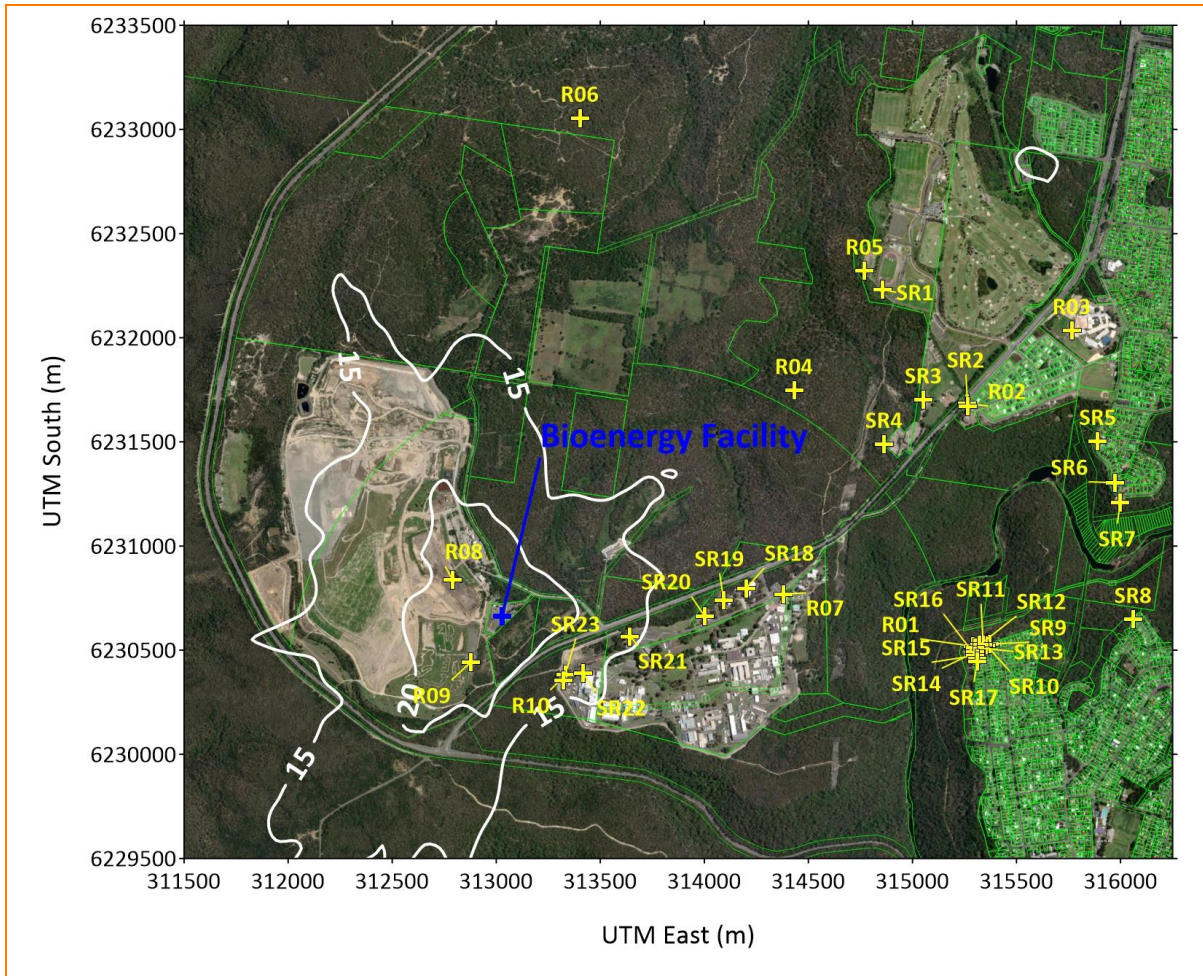 6233500
6233000
6232500
6232000
6231500
6231000
6230500
6230000
6229500
UTM South (m)
R06
R05
SR1
R03
15
15
R04
SR3
SR2
R02
SR4
SR5
Bioenergy Facility
SR6
SR7
R08
SR19
SR18
SR20
R07
SR23
SR21
SR11
SR16
SR12
SR8
R01
SR9
SR15
SR13
SR14
SR10
SR17
R09
20
R10
15
SR22
15
311500 312000 312500 313000 313500 314000 314500 315000 315500 316000
UTM East (m)